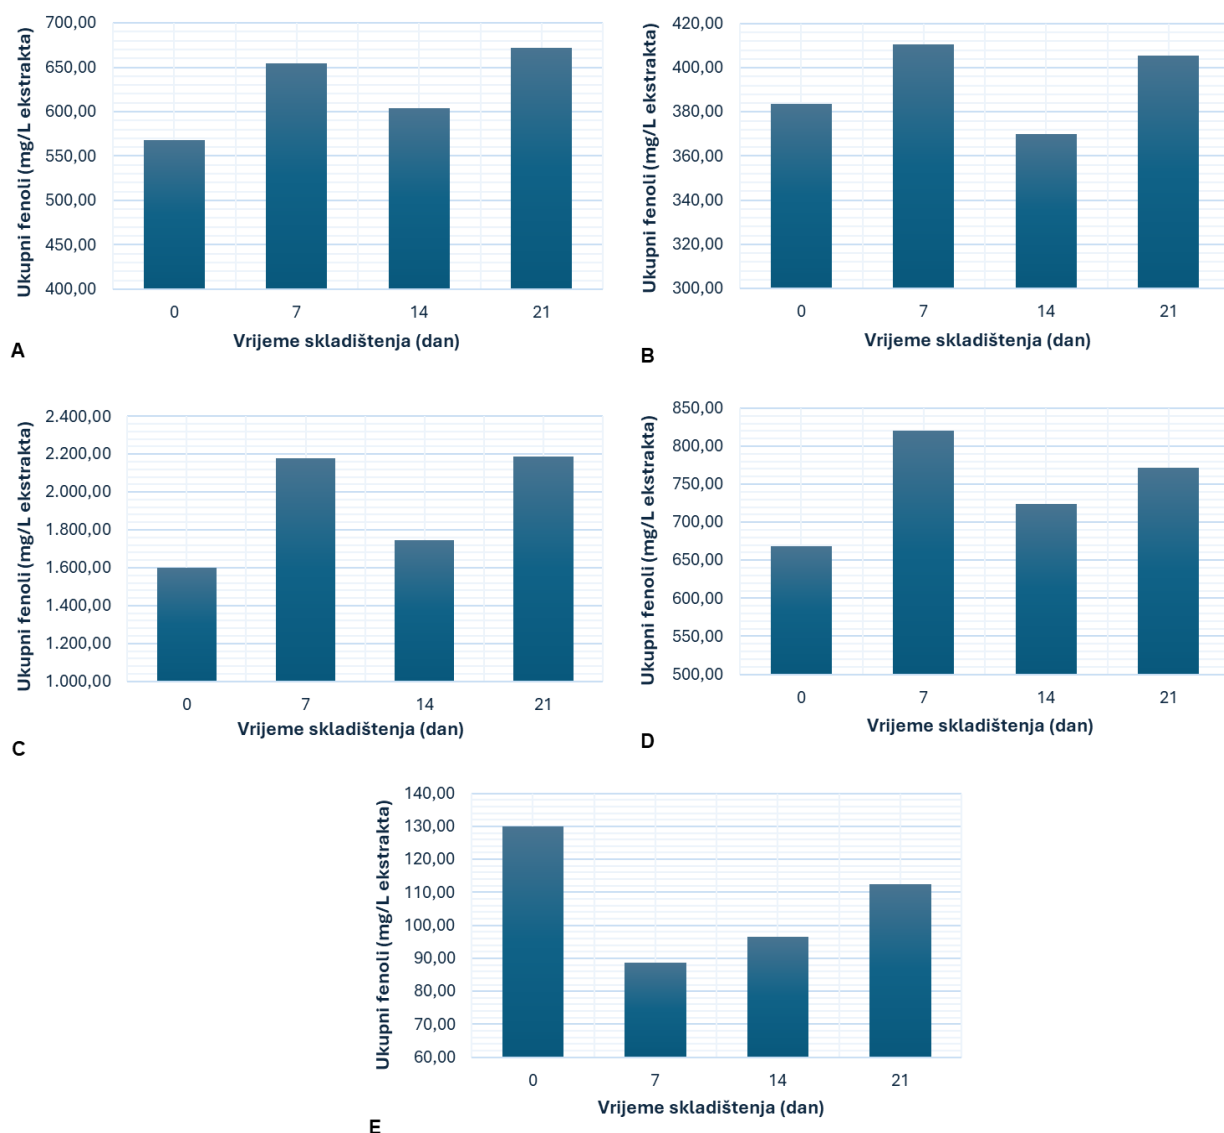 Ukupni fenoli (mg/L ekstrakta)
700,00
650,00
600,00
550,00
500,00
450,00
400,00
0 7 14 21
Vrijeme skladištenja (dan)
A
Ukupni fenoli (mg/L ekstrakta)
420,00
400,00
380,00
360,00
340,00
320,00
300,00
0 7 14 21
Vrijeme skladištenja (dan)
B
Ukupni fenoli (mg/L ekstrakta)
2.400,00
2.200,00
2.000,00
1.800,00
1.600,00
1.400,00
1.200,00
1.000,00
0 7 14 21
Vrijeme skladištenja (dan)
C
Ukupni fenoli (mg/L ekstrakta)
850,00
800,00
750,00
700,00
650,00
600,00
550,00
500,00
0 7 14 21
Vrijeme skladištenja (dan)
D
Ukupni fenoli (mg/L ekstrakta)
140,00
130,00
120,00
110,00
100,00
90,00
80,00
70,00
60,00
0 7 14 21
Vrijeme skladištenja (dan)
E